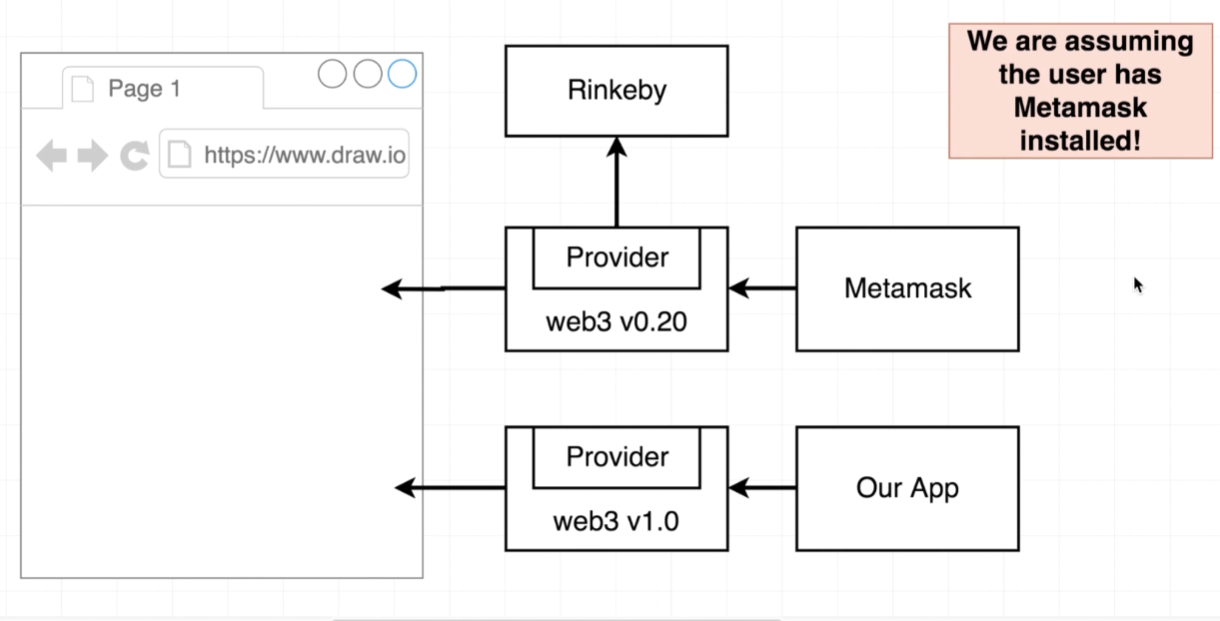 Page 1
https://www.draw.io
Rinkeby
We are assuming
the user has
Metamask
installed!
Provider
web3 v0.20
Metamask
Provider
web3 v1.0
Our App